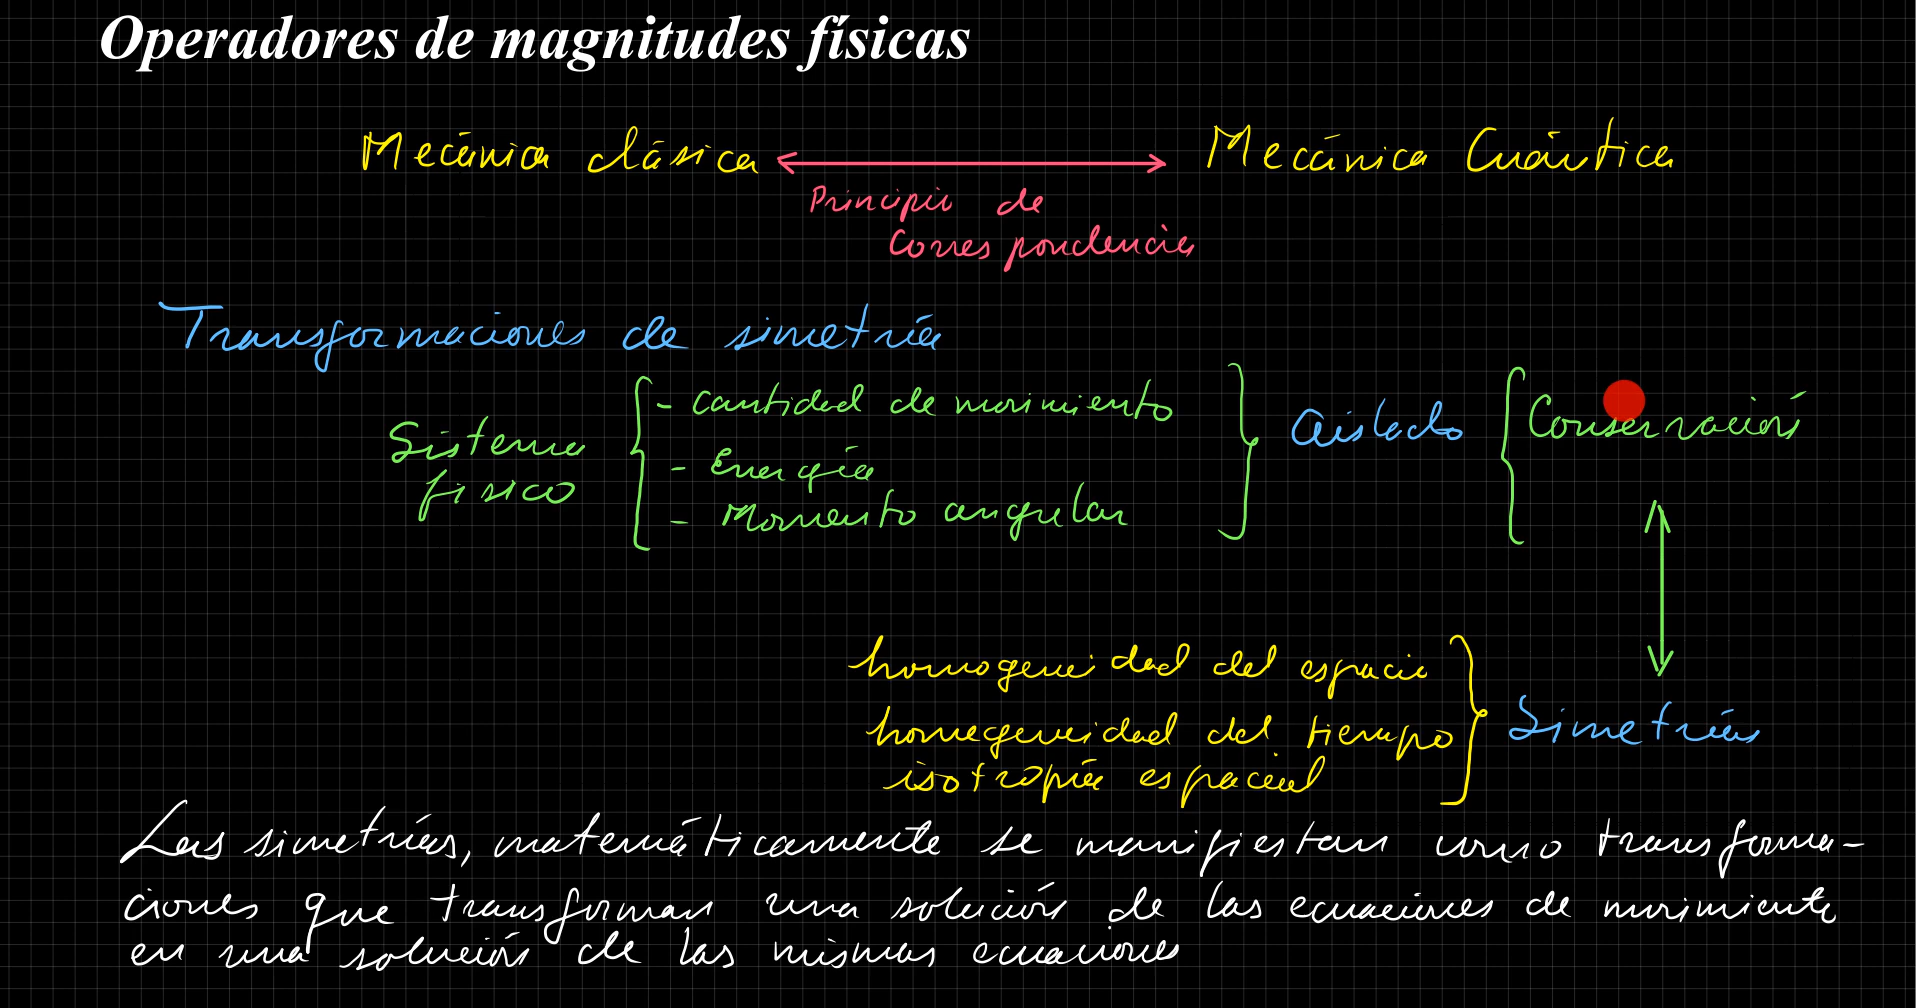 Operadores de magnitudes físicas
Mecánica clásica ⟷ Mecánica Cuántica
Principio de
Correspondencia
Transformaciones de simetría
Sistema físico
- Cantidad de movimiento
- Energía
- Momento angular
aislado
Conservación
homogeneidad del espacio
homogeneidad del tiempo
isotropía espacial
Simetrías
Las simetrías, matemáticamente se manifiestan como transforma-
ciones que transforman una solución de las ecuaciones de movimiento
en una solución de las mismas ecuaciones